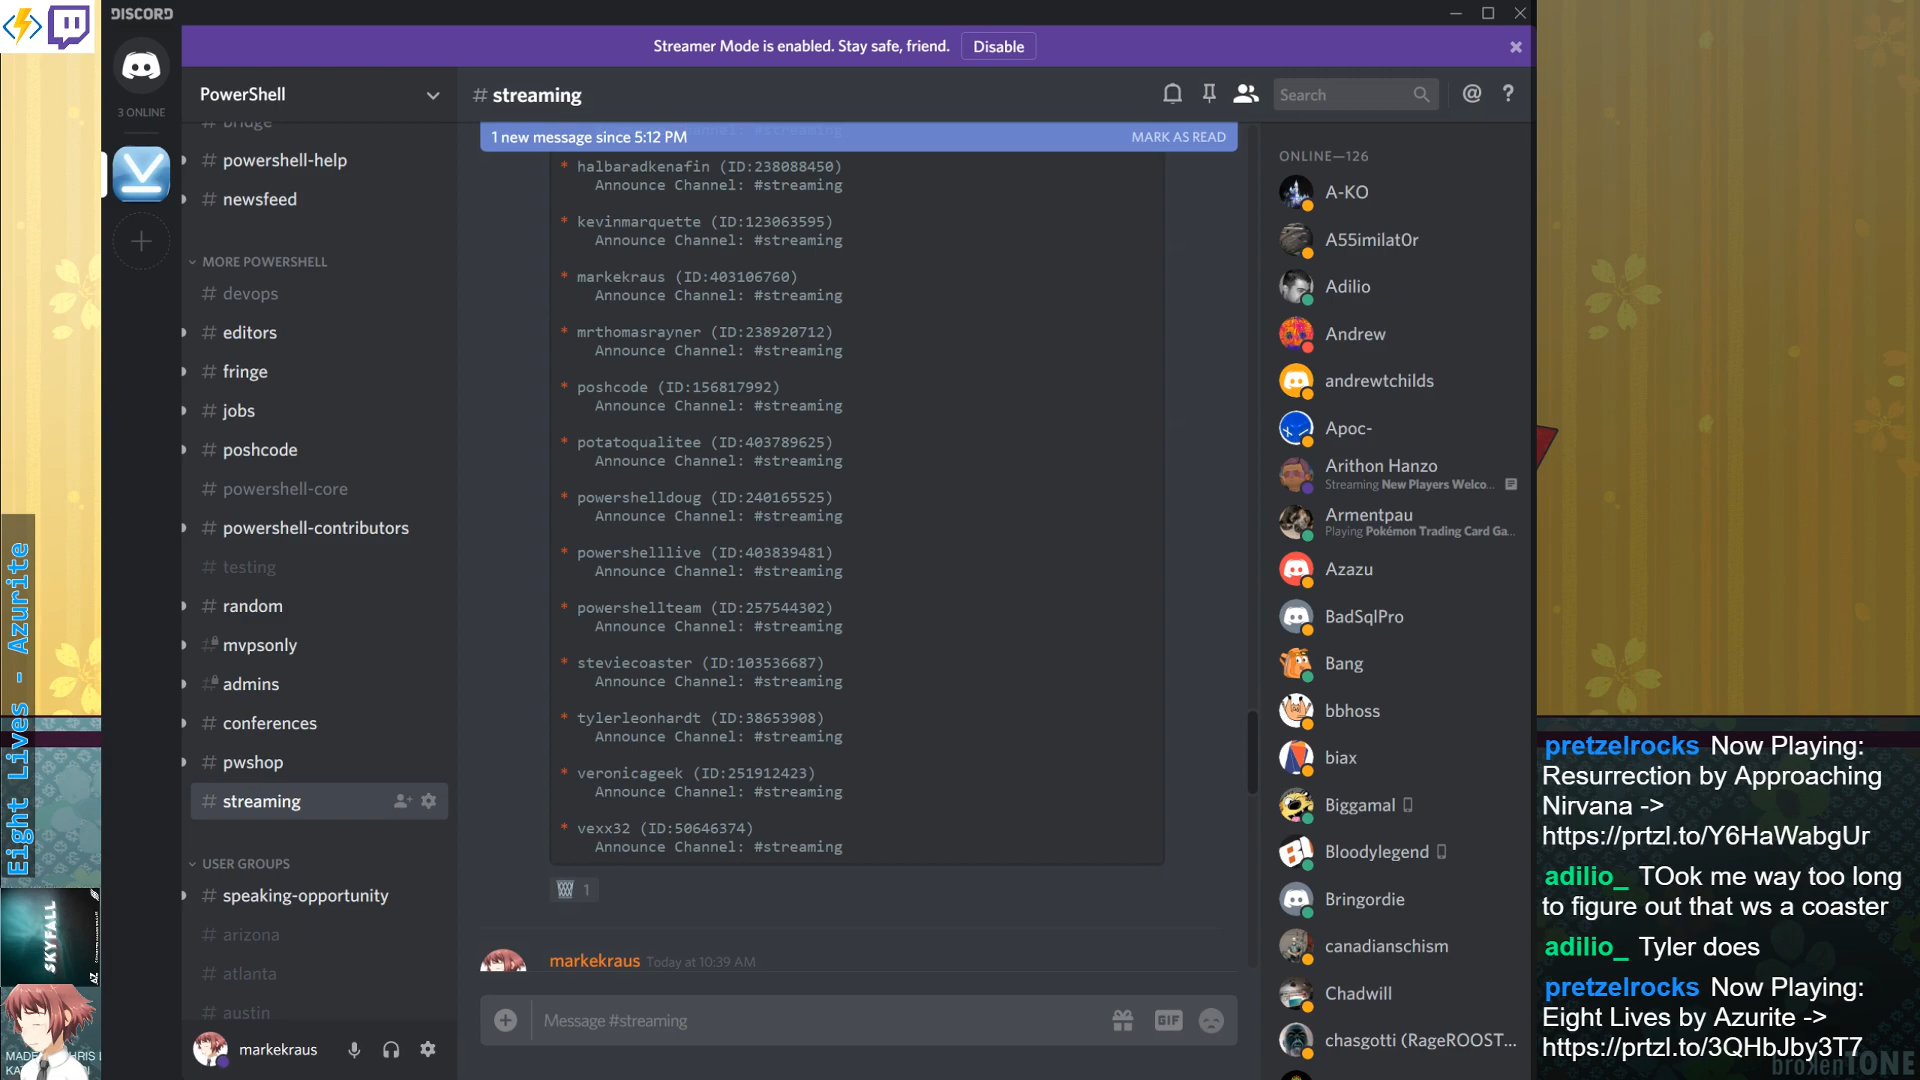 DISCORD
Streamer Mode is enabled. Stay safe, friend. Disable
3 ONLINE
PowerShell
bridge
# powershell-help
# newsfeed
MORE POWERSHELL
# devops
# editors
# fringe
# jobs
# poshcode
# powershell-core
# powershell-contributors
# testing
# random
# mvpsonly
# admins
# conferences
# pwshop
# streaming
USER GROUPS
# speaking-opportunity
# arizona
# atlanta
# austin
markekraus
# streaming
Search
1 new message since 5:12 PM MARK AS READ
* halbaradkenafin (ID:238088450)
Announce Channel: #streaming
* kevinmarquette (ID:123063595)
Announce Channel: #streaming
* markekraus (ID:403106760)
Announce Channel: #streaming
* mrthomasrayner (ID:238920712)
Announce Channel: #streaming
* poshcode (ID:156817992)
Announce Channel: #streaming
* potatoqualitee (ID:403789625)
Announce Channel: #streaming
* powershelldoug (ID:240165525)
Announce Channel: #streaming
* powershelllive (ID:403839481)
Announce Channel: #streaming
* powershellteam (ID:257544302)
Announce Channel: #streaming
* steviecoaster (ID:103536687)
Announce Channel: #streaming
* tylerleonhardt (ID:38653908)
Announce Channel: #streaming
* veronicageek (ID:251912423)
Announce Channel: #streaming
* vexx32 (ID:50646374)
Announce Channel: #streaming
1
markekraus Today at 10:39 AM
Message #streaming
GIF
ONLINE—126
A-KO
A55imilat0r
Adilio
Andrew
andrewtchilds
Apoc-
Arithon Hanzo
Streaming New Players Welco...
Armentpau
Playing Pokémon Trading Card Ga...
Azazu
BadSqlPro
Bang
bbhoss
biax
Biggamal
Bloodylegend
Bringordie
canadianschism
Chadwill
chasgotti (RageROOST...
Eight Lives - Azurite
SKYFALL
pretzelrocks Now Playing:
Resurrection by Approaching
Nirvana ->
https://prtzl.to/Y6HaWabgUr
adilio_ TOok me way too long
to figure out that ws a coaster
adilio_ Tyler does
pretzelrocks Now Playing:
Eight Lives by Azurite ->
https://prtzl.to/3QHbJby3T7
brokenTONE